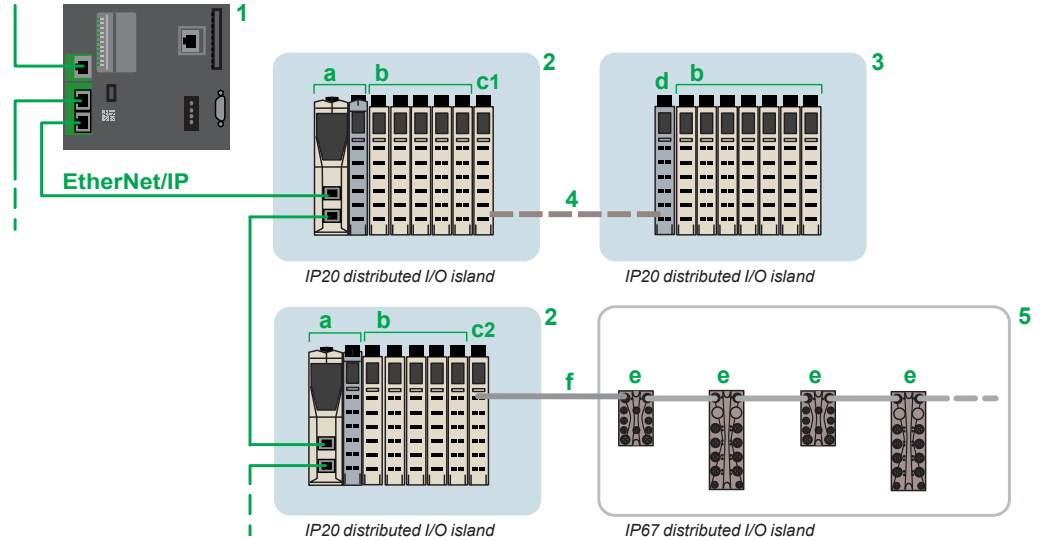 1
2
3
a b c1
d b
EtherNet/IP
4
IP20 distributed I/O island
IP20 distributed I/O island
2
5
a b c2
f
e e e e
IP20 distributed I/O island
IP67 distributed I/O island